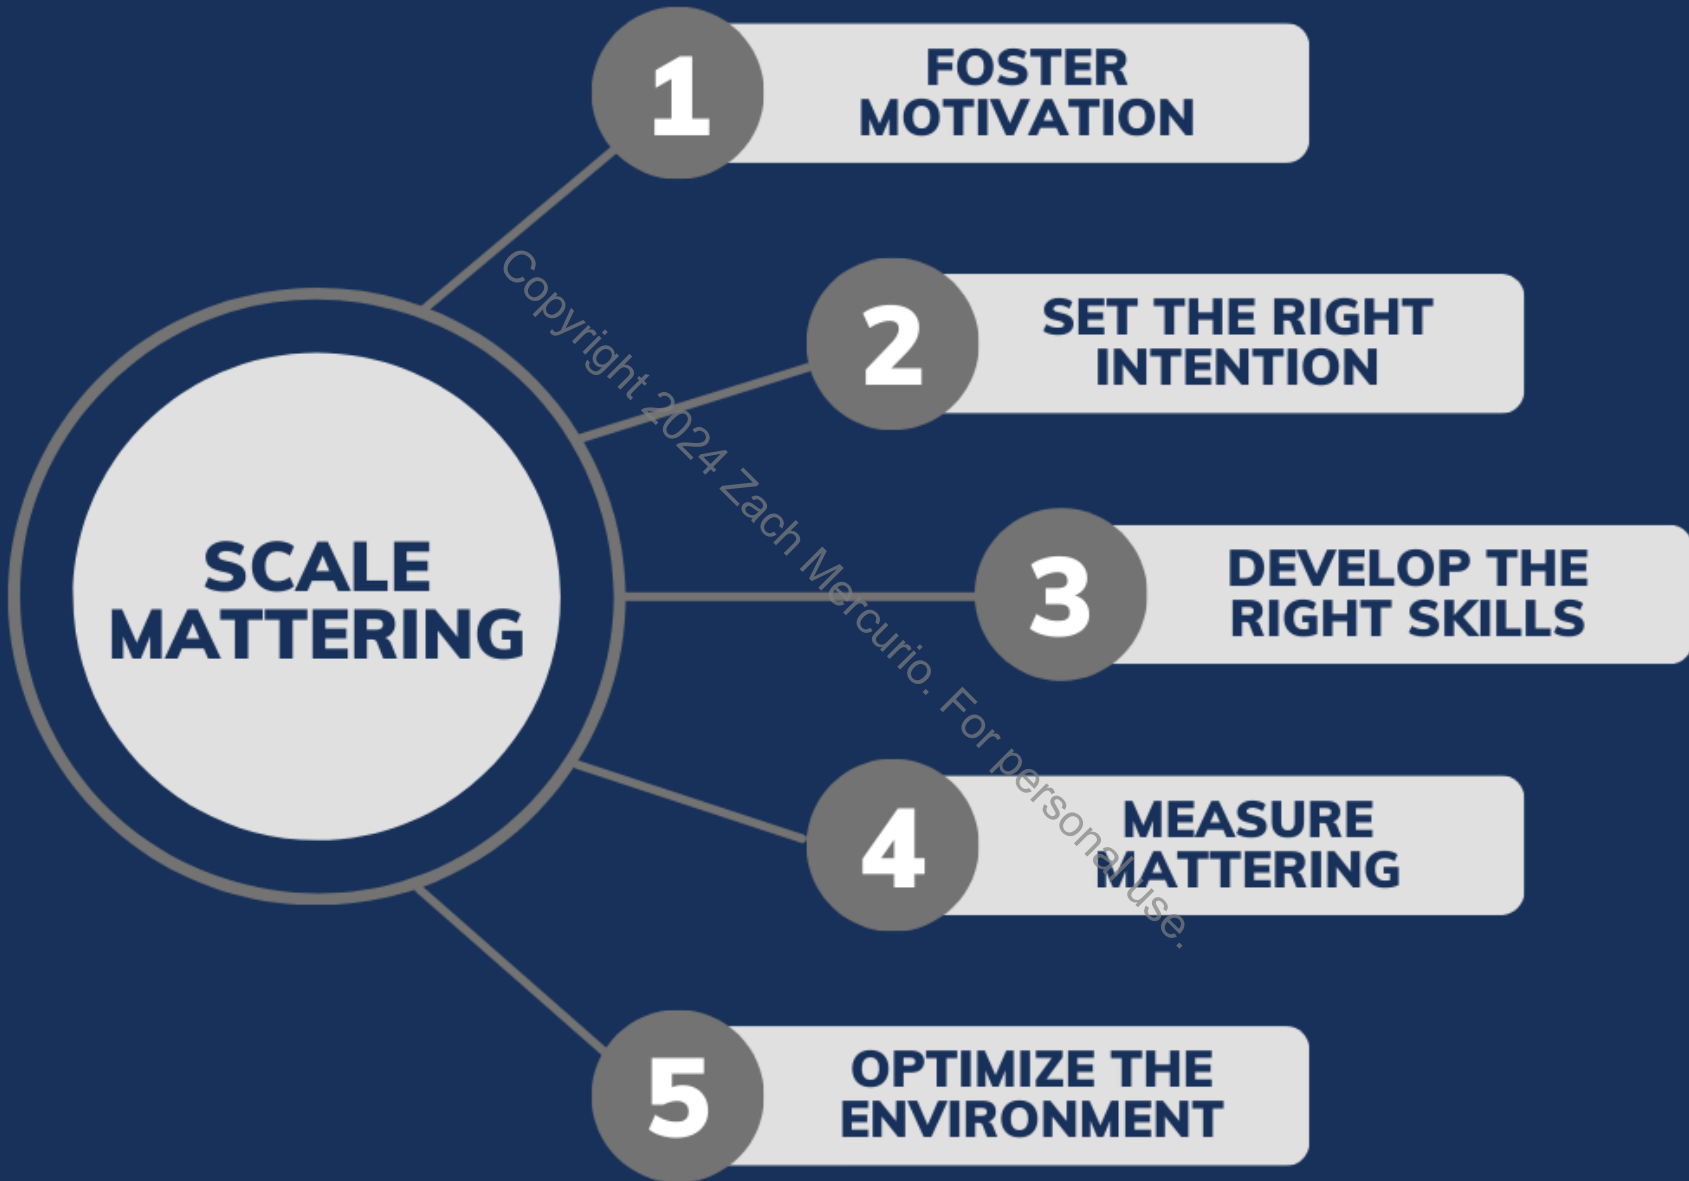 1
FOSTER
MOTIVATION
2
SET THE RIGHT
INTENTION
SCALE
MATTERING
3
DEVELOP THE
RIGHT SKILLS
4
MEASURE
MATTERING
5
OPTIMIZE THE
ENVIRONMENT
Copyright 2024 Zach Mercurio. For personal use.